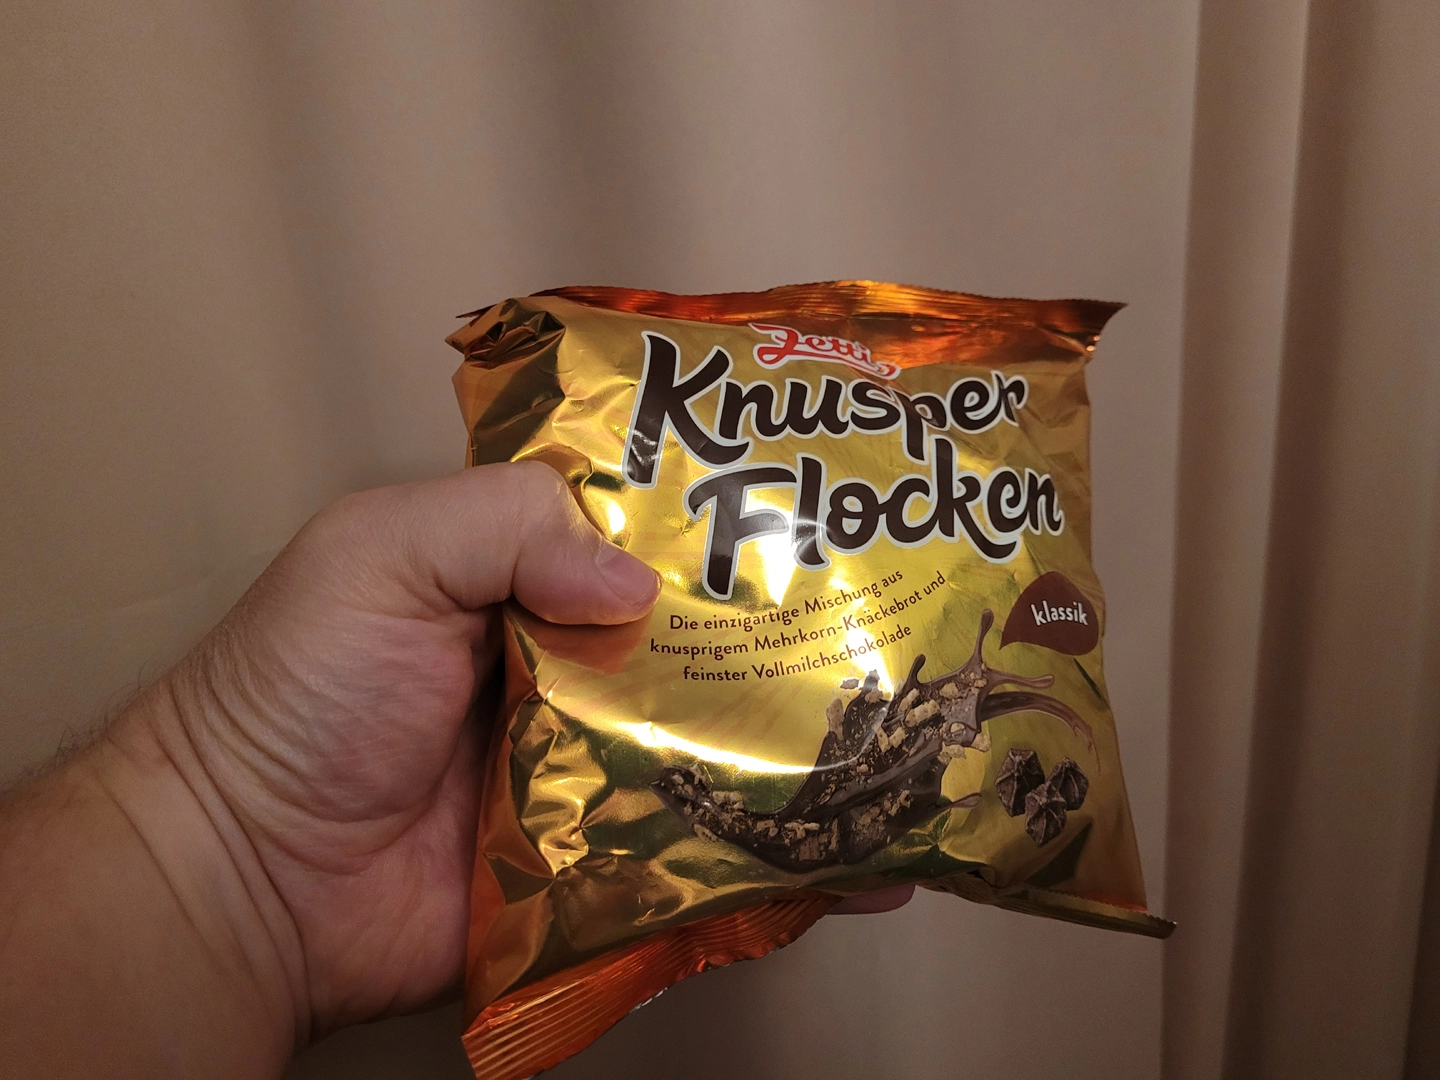 Zetti
Knusper
Flocken
Die einzigartige Mischung aus
knusprigem Mehrkorn-Knäckebrot und
feinster Vollmilchschokolade
klassik